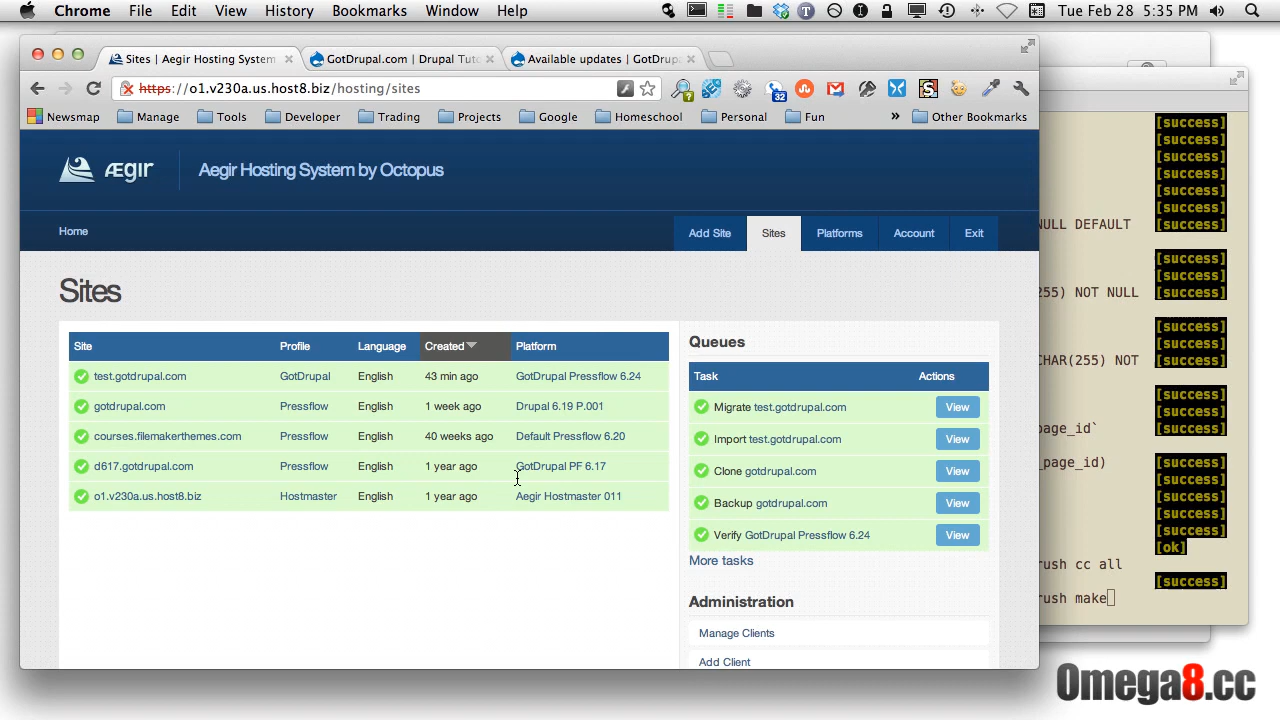 Chrome File Edit View History Bookmarks Window Help Tue Feb 28 5:35 PM
Sites | Aegir Hosting System GotDrupal.com | Drupal Tut Available updates | GotDrup
https://o1.v230a.us.host8.biz/hosting/sites 32
Newsmap Manage Tools Developer Trading Projects Google Homeschool Personal Fun » Other Bookmarks
ÆGIR Aegir Hosting System by Octopus
Home Add Site Sites Platforms Account Exit
Sites
Site Profile Language Created Platform
test.gotdrupal.com GotDrupal English 43 min ago GotDrupal Pressflow 6.24
gotdrupal.com Pressflow English 1 week ago Drupal 6.19 P.001
courses.filemakerthemes.com Pressflow English 40 weeks ago Default Pressflow 6.20
d617.gotdrupal.com Pressflow English 1 year ago GotDrupal PF 6.17
o1.v230a.us.host8.biz Hostmaster English 1 year ago Aegir Hostmaster 011
Queues
Task Actions
Migrate test.gotdrupal.com View
Import test.gotdrupal.com View
Clone gotdrupal.com View
Backup gotdrupal.com View
Verify GotDrupal Pressflow 6.24 View
More tasks
Administration
Manage Clients
Add Client
[success]
[success]
[success]
[success]
[success]
[success]
NULL DEFAULT [success]
[success]
[success]
255) NOT NULL
[success]
[success]
CHAR(255) NOT
[success]
[success]
page_id` [success]
_page_id) [success]
[success]
[success]
[success]
[success]
[ok]
rush cc all
[success]
rush make
Omega8.cc